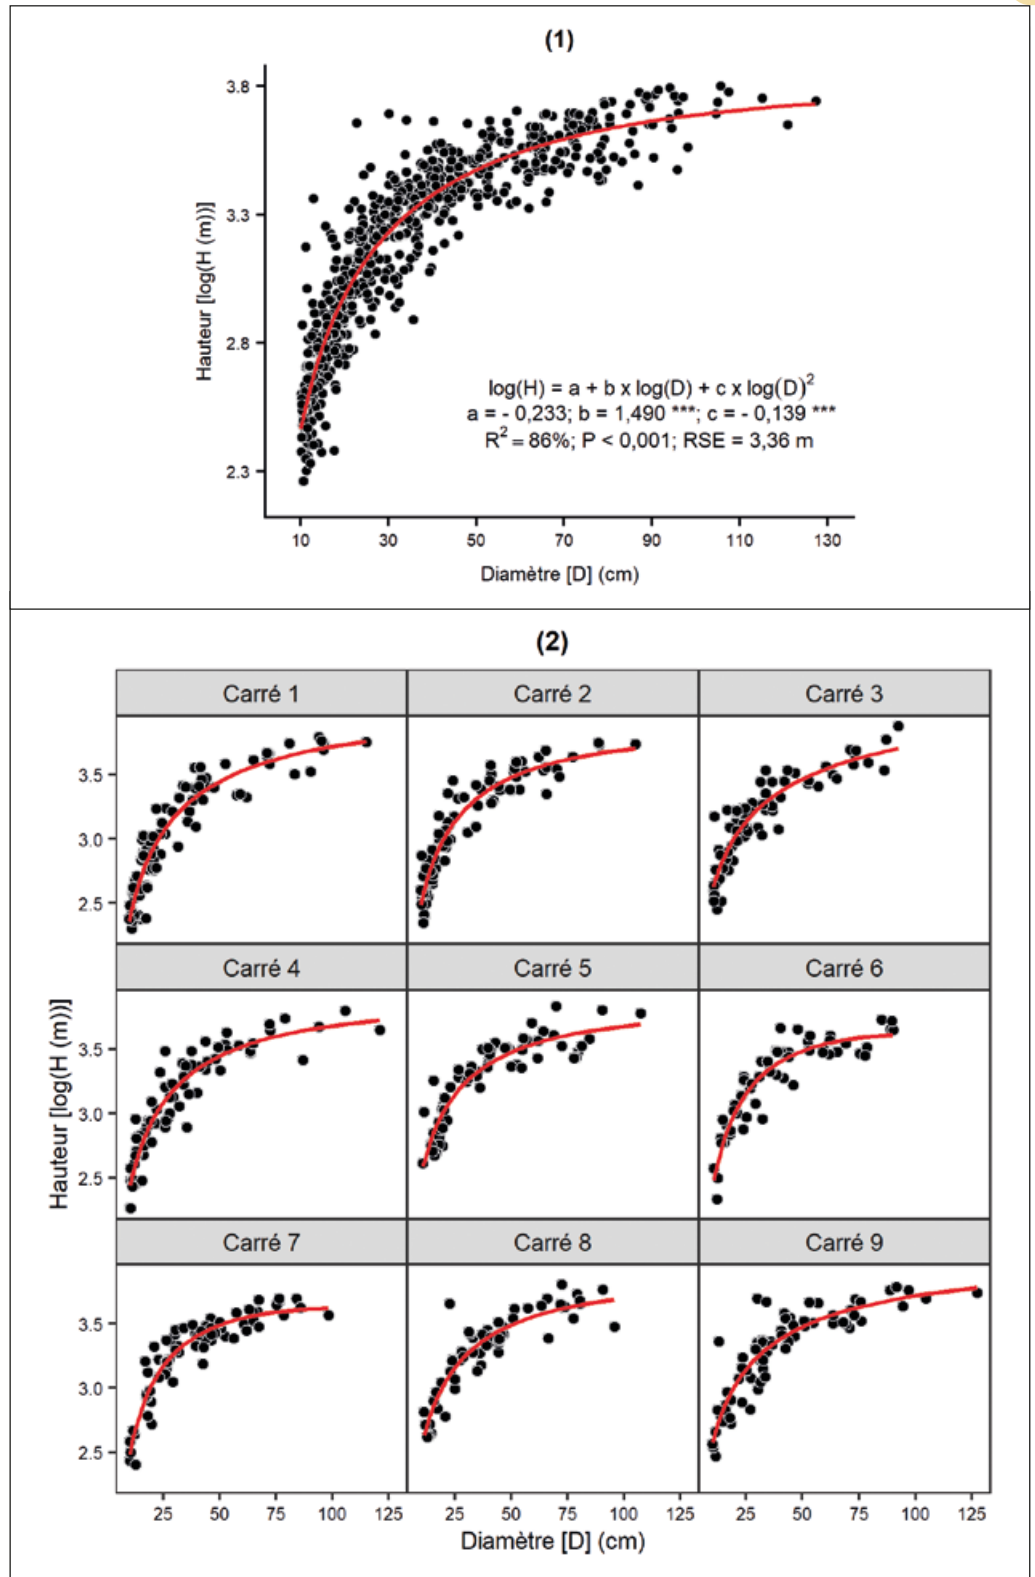 (1)
Hauteur [log(H (m))]
3.8
3.3
2.8
2.3
log(H) = a + b x log(D) + c x log(D)²
a = - 0,233; b = 1,490 ***; c = - 0,139 ***
R² = 86%; P < 0,001; RSE = 3,36 m
10 30 50 70 90 110 130
Diamètre [D] (cm)
(2)
Hauteur [log(H (m))]
Carré 1 Carré 2 Carré 3
3.5
3.0
2.5
Carré 4 Carré 5 Carré 6
3.5
3.0
2.5
Carré 7 Carré 8 Carré 9
3.5
3.0
2.5
25 50 75 100 125 25 50 75 100 125 25 50 75 100 125
Diamètre [D] (cm)